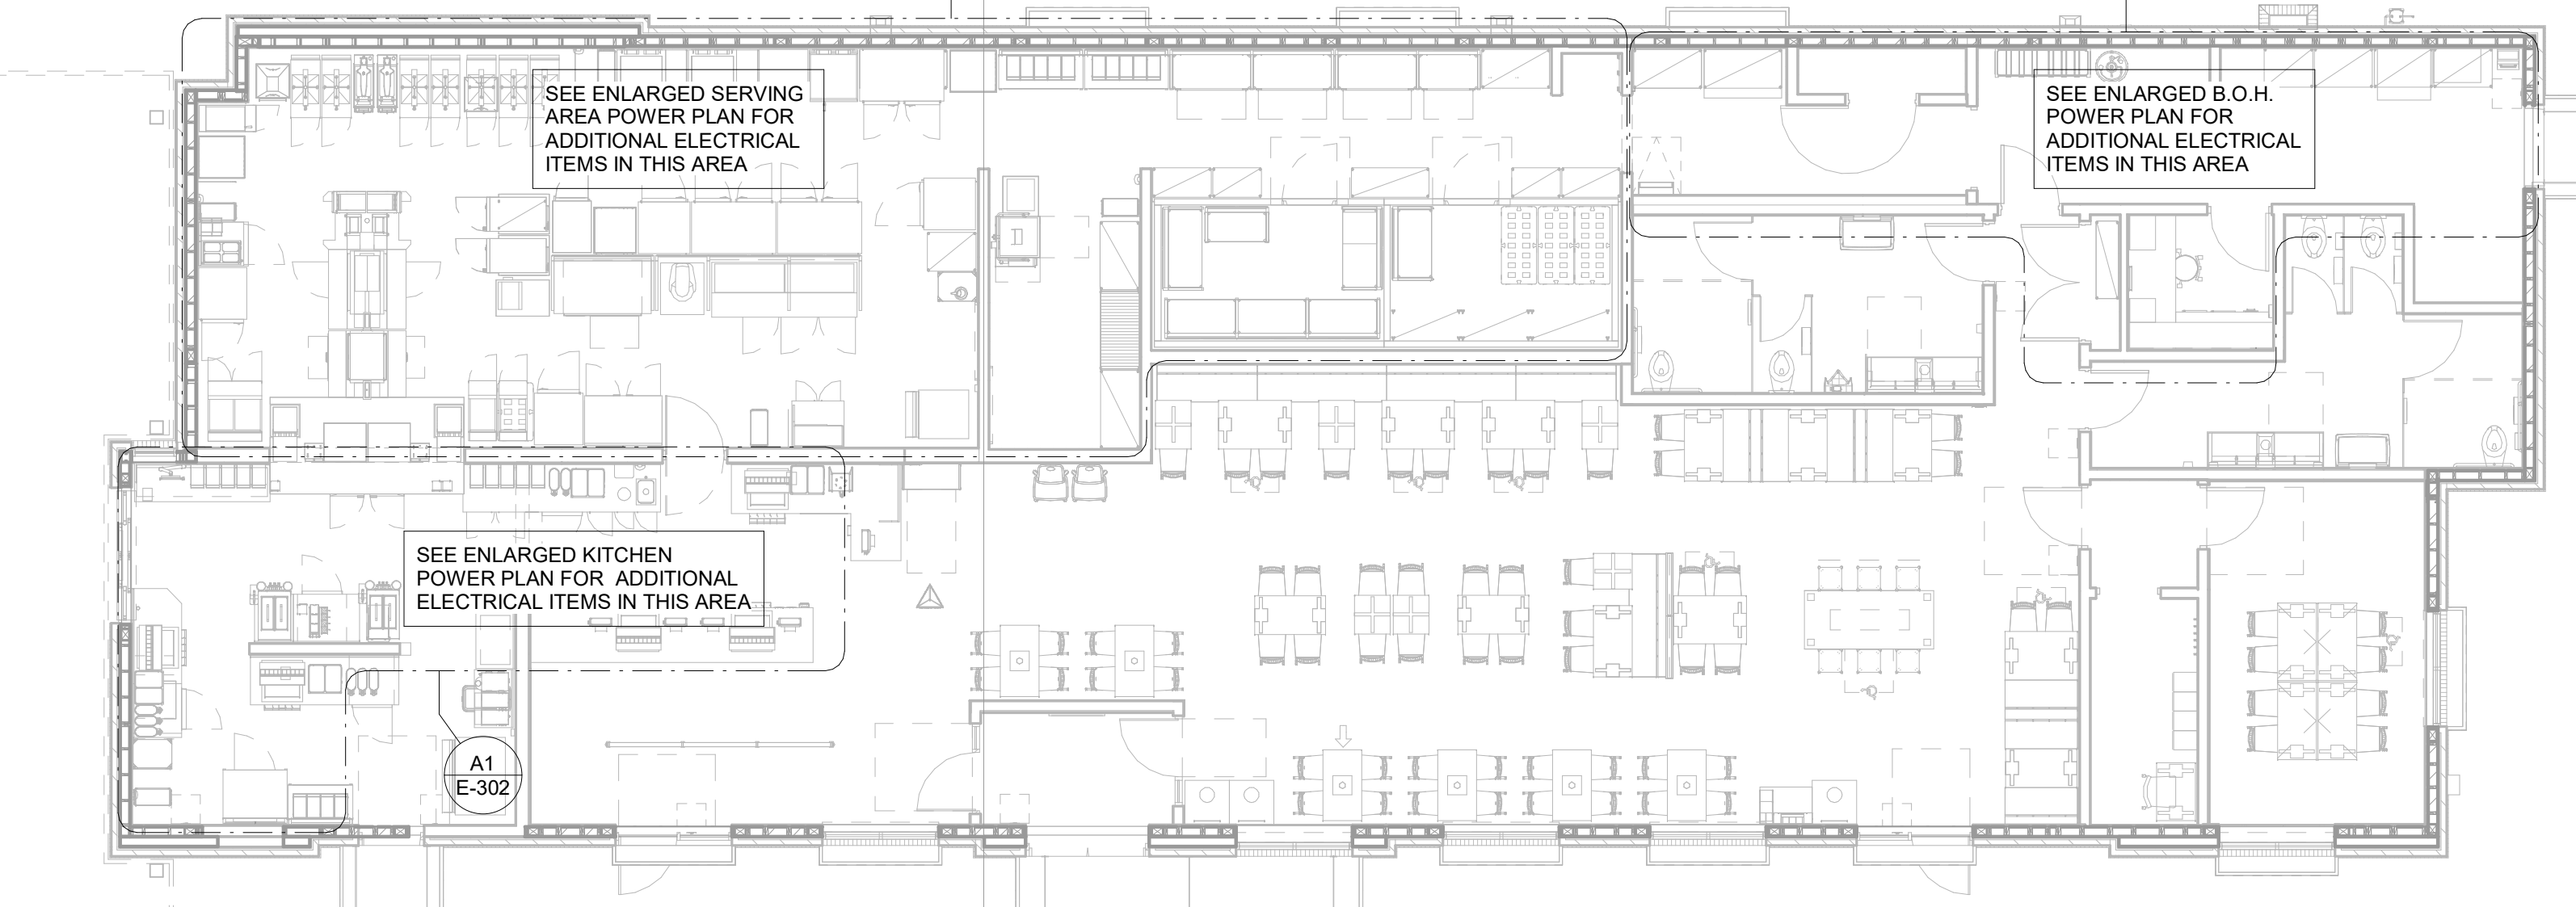 SEE ENLARGED SERVING
AREA POWER PLAN FOR
ADDITIONAL ELECTRICAL
ITEMS IN THIS AREA
SEE ENLARGED B.O.H.
POWER PLAN FOR
ADDITIONAL ELECTRICAL
ITEMS IN THIS AREA
SEE ENLARGED KITCHEN
POWER PLAN FOR ADDITIONAL
ELECTRICAL ITEMS IN THIS AREA
A1
E-302